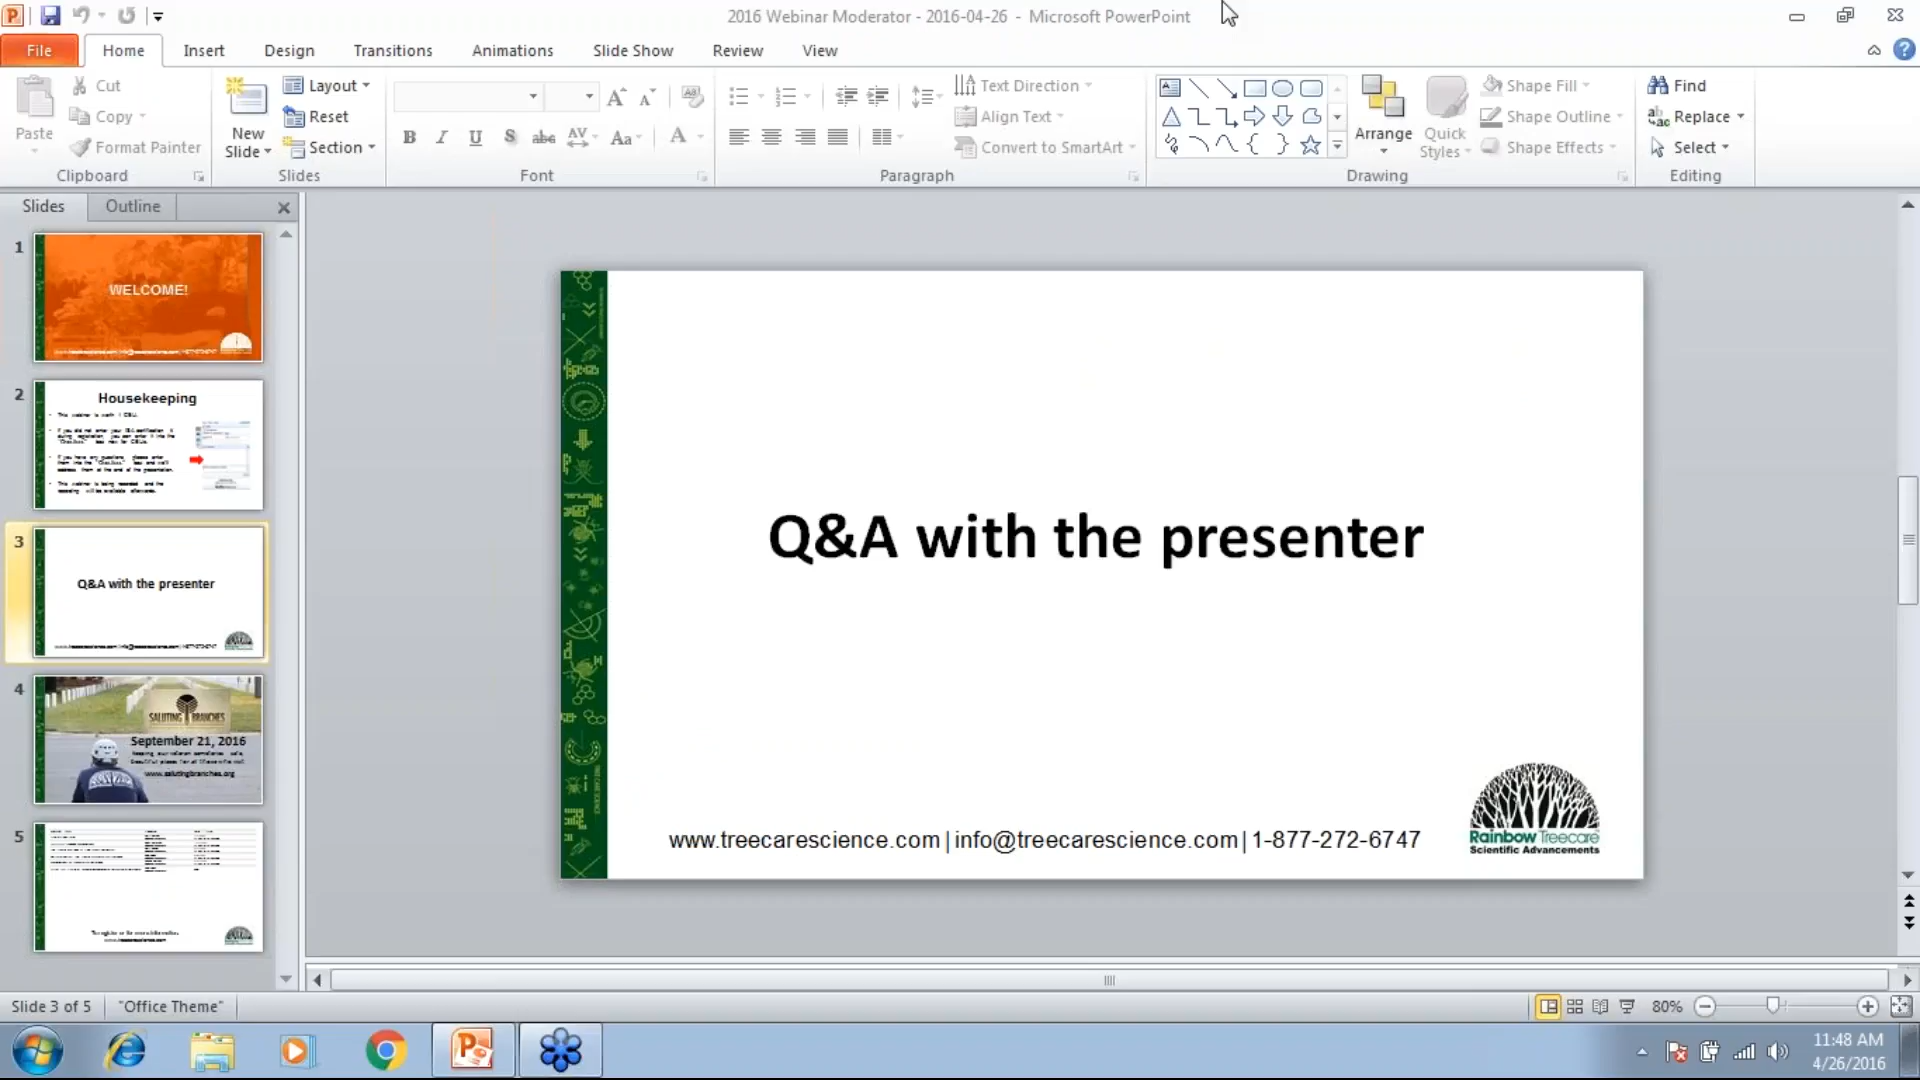 2016 Webinar Moderator - 2016-04-26 - Microsoft PowerPoint
File Home Insert Design Transitions Animations Slide Show Review View
Paste
Cut
Copy
Format Painter
Clipboard
New Slide
Layout
Reset
Section
Slides
Font
Text Direction
Align Text
Convert to SmartArt
Paragraph
Arrange
Quick Styles
Shape Fill
Shape Outline
Shape Effects
Drawing
Find
Replace
Select
Editing
Slides Outline
1
WELCOME!
2
Housekeeping
3
Q&A with the presenter
4
SALUTING BRANCHES
September 21, 2016
www.salutingbranches.org
5
Q&A with the presenter
www.treecarescience.com | info@treecarescience.com | 1-877-272-6747
Rainbow Treecare
Scientific Advancements
Slide 3 of 5 "Office Theme" 80%
11:48 AM
4/26/2016